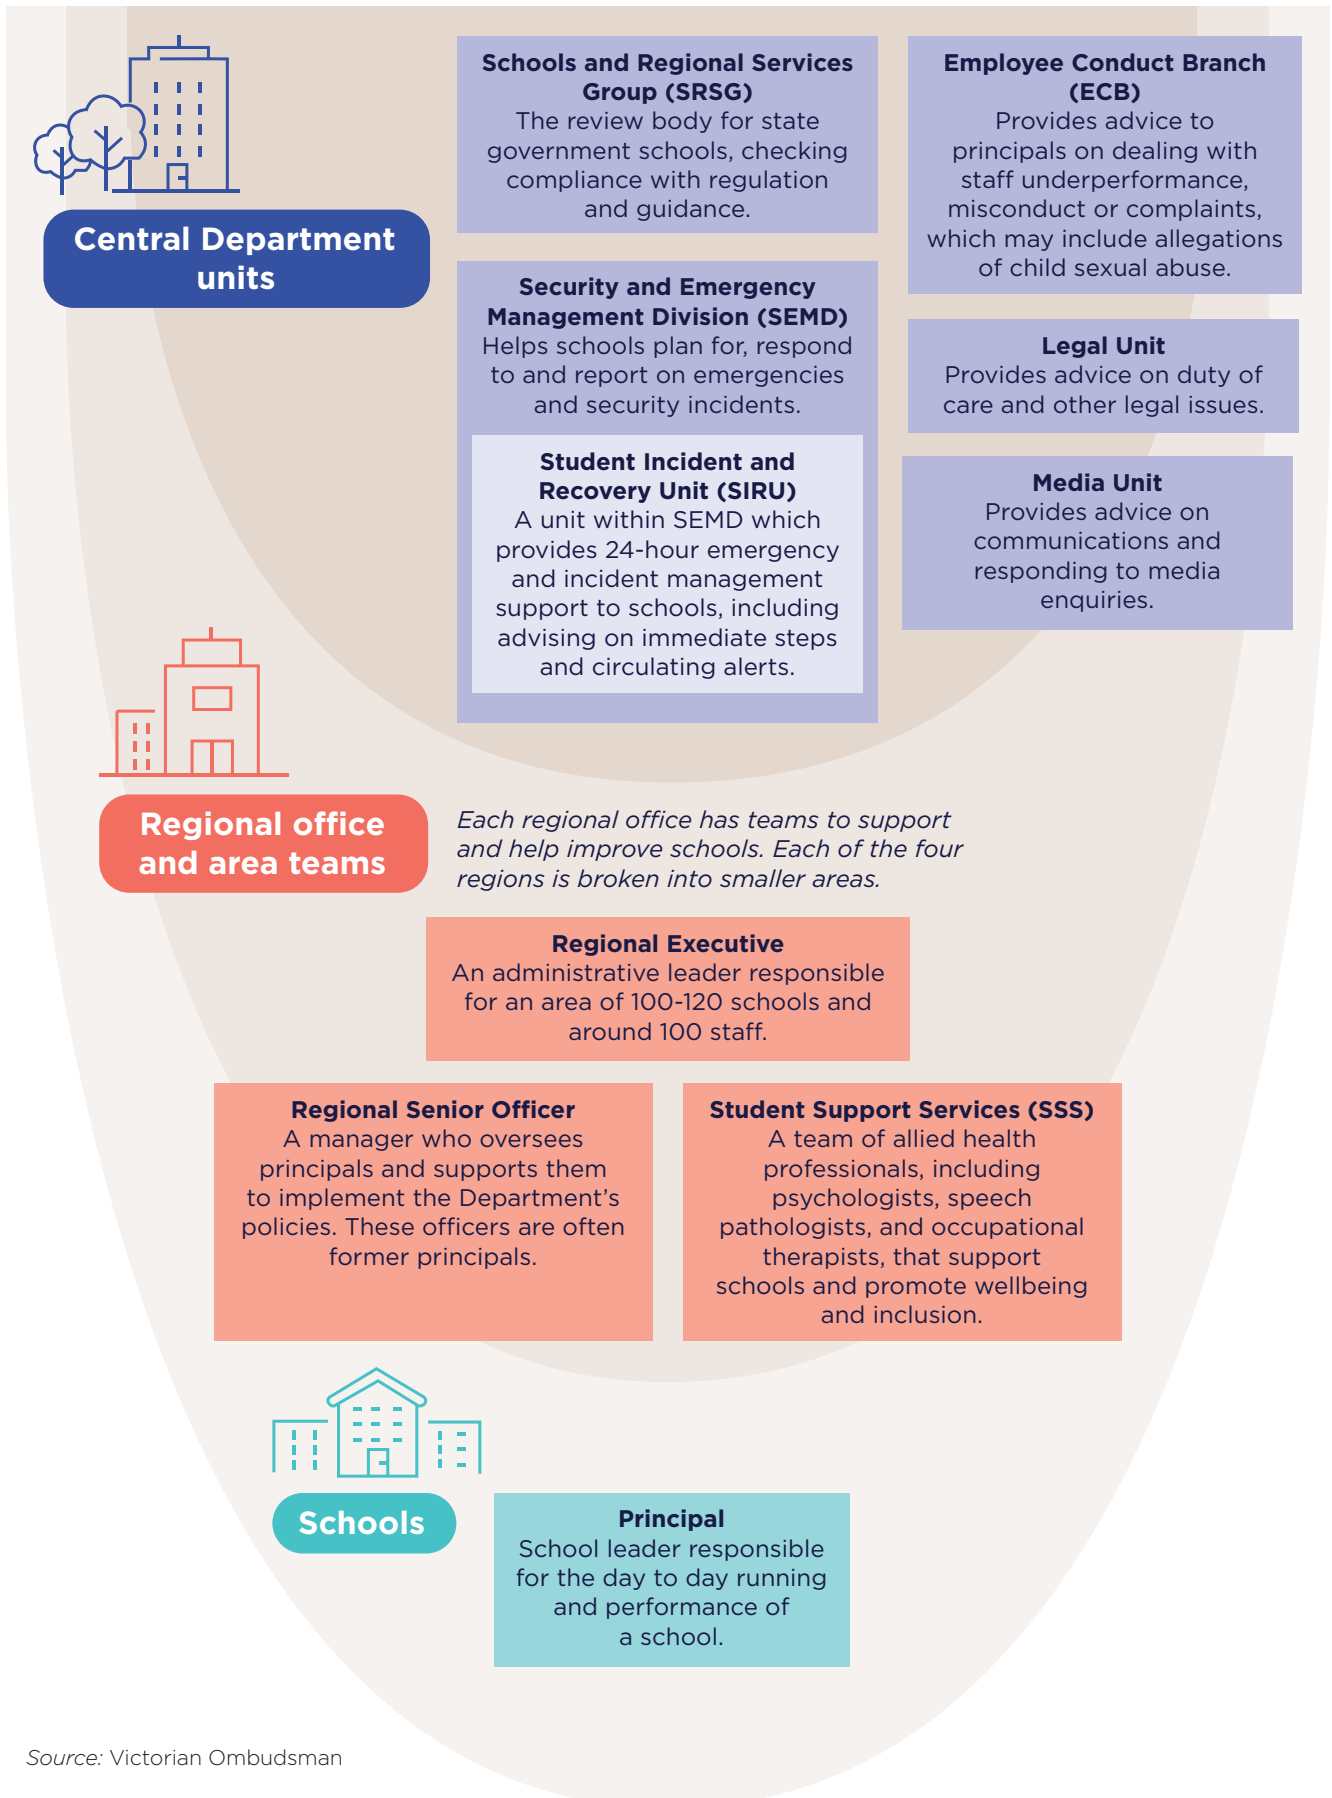 Central Department
units
Schools and Regional Services
Group (SRSG)
The review body for state
government schools, checking
compliance with regulation
and guidance.
Security and Emergency
Management Division (SEMD)
Helps schools plan for, respond
to and report on emergencies
and security incidents.
Student Incident and
Recovery Unit (SIRU)
A unit within SEMD which
provides 24-hour emergency
and incident management
support to schools, including
advising on immediate steps
and circulating alerts.
Employee Conduct Branch
(ECB)
Provides advice to
principals on dealing with
staff underperformance,
misconduct or complaints,
which may include allegations
of child sexual abuse.
Legal Unit
Provides advice on duty of
care and other legal issues.
Media Unit
Provides advice on
communications and
responding to media
enquiries.
Regional office
and area teams
Each regional office has teams to support
and help improve schools. Each of the four
regions is broken into smaller areas.
Regional Executive
An administrative leader responsible
for an area of 100-120 schools and
around 100 staff.
Regional Senior Officer
A manager who oversees
principals and supports them
to implement the Department’s
policies. These officers are often
former principals.
Student Support Services (SSS)
A team of allied health
professionals, including
psychologists, speech
pathologists, and occupational
therapists, that support
schools and promote wellbeing
and inclusion.
Schools
Principal
School leader responsible
for the day to day running
and performance of
a school.
Source: Victorian Ombudsman